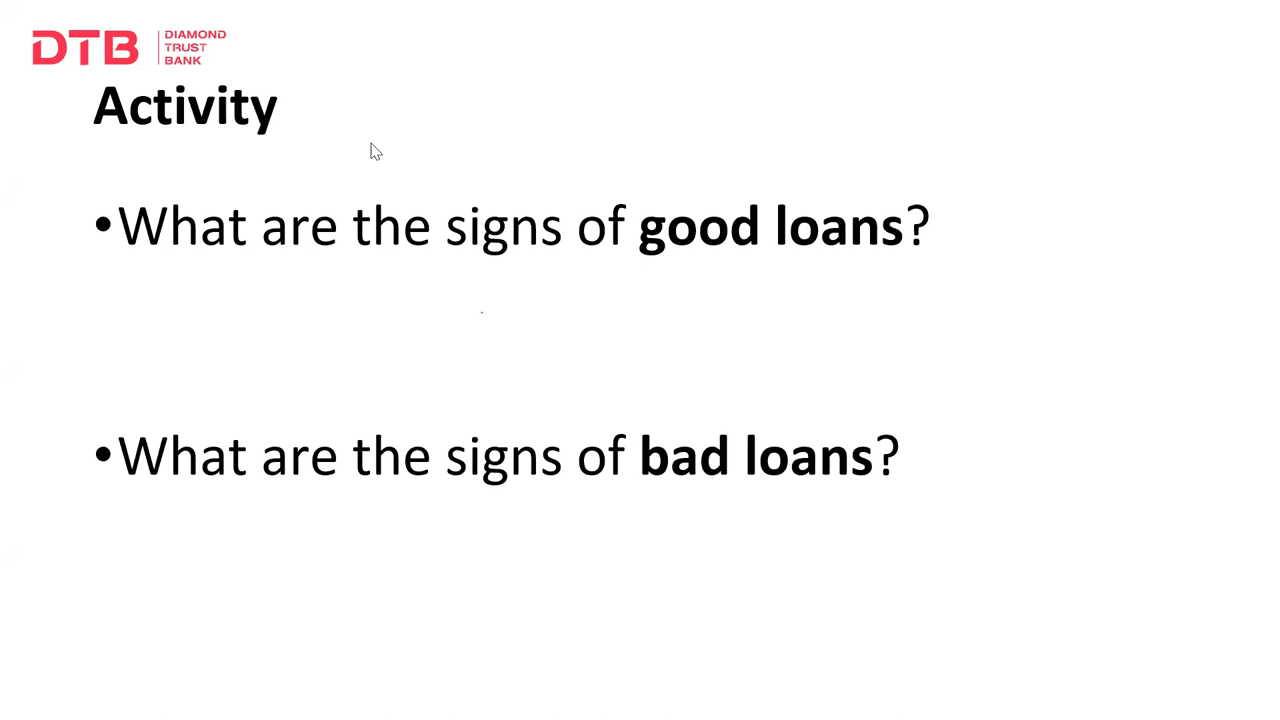 DTB
DIAMOND
TRUST
BANK
Activity
•What are the signs of good loans?
•What are the signs of bad loans?